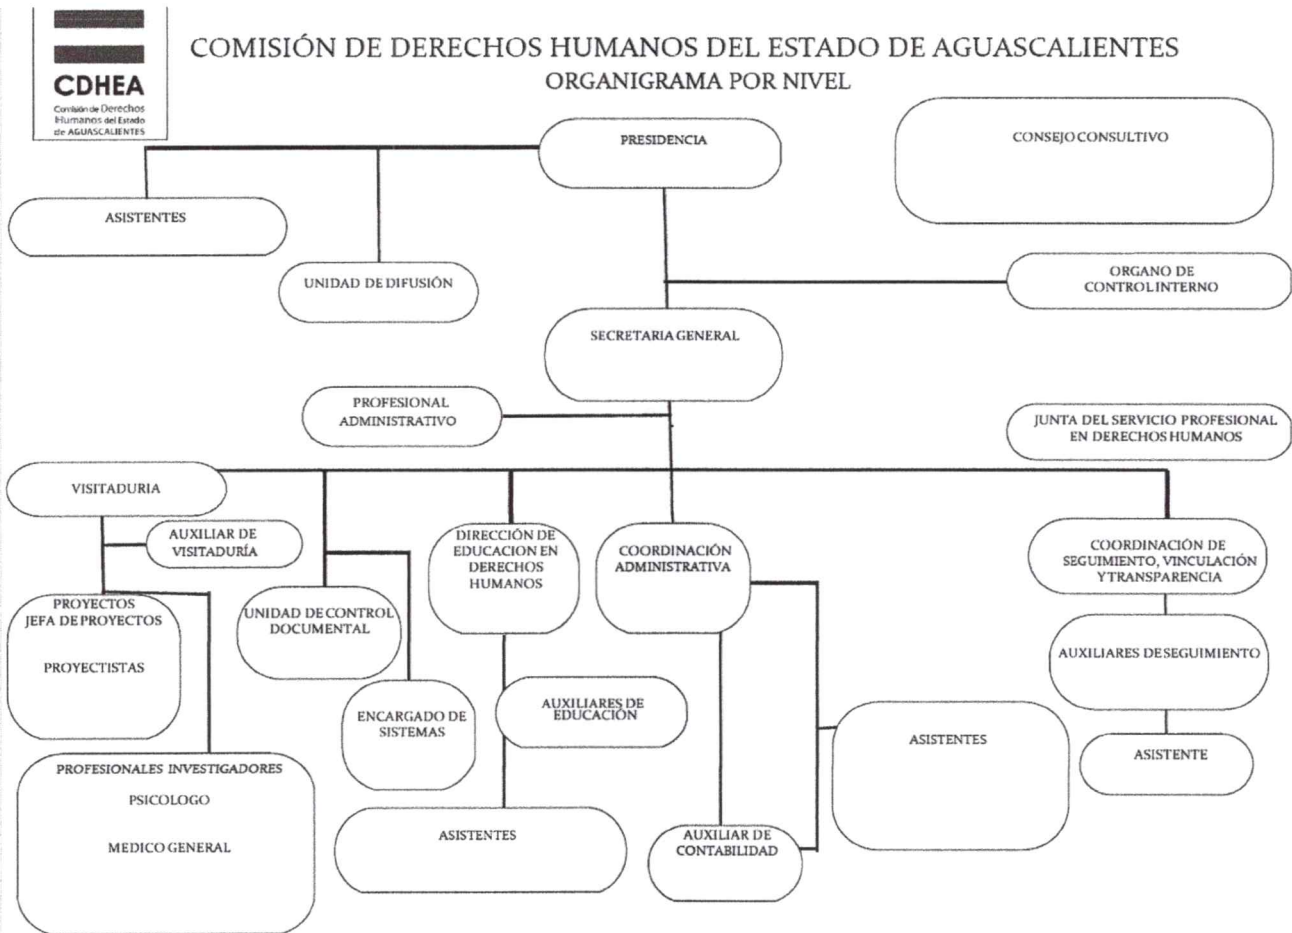 CDHEA
Comisión de Derechos
Humanos del Estado
de AGUASCALIENTES
COMISIÓN DE DERECHOS HUMANOS DEL ESTADO DE AGUASCALIENTES
ORGANIGRAMA POR NIVEL
PRESIDENCIA
CONSEJO CONSULTIVO
ASISTENTES
UNIDAD DE DIFUSIÓN
ORGANO DE
CONTROL INTERNO
SECRETARIA GENERAL
PROFESIONAL
ADMINISTRATIVO
JUNTA DEL SERVICIO PROFESIONAL
EN DERECHOS HUMANOS
VISITADURIA
AUXILIAR DE
VISITADURÍA
DIRECCIÓN DE
EDUCACION EN
DERECHOS
HUMANOS
COORDINACIÓN
ADMINISTRATIVA
COORDINACIÓN DE
SEGUIMIENTO, VINCULACIÓN
Y TRANSPARENCIA
PROYECTOS
JEFA DE PROYECTOS
PROYECTISTAS
UNIDAD DE CONTROL
DOCUMENTAL
AUXILIARES DE SEGUIMIENTO
ENCARGADO DE
SISTEMAS
AUXILIARES DE
EDUCACIÓN
ASISTENTES
ASISTENTE
PROFESIONALES INVESTIGADORES
PSICOLOGO
MEDICO GENERAL
ASISTENTES
AUXILIAR DE
CONTABILIDAD